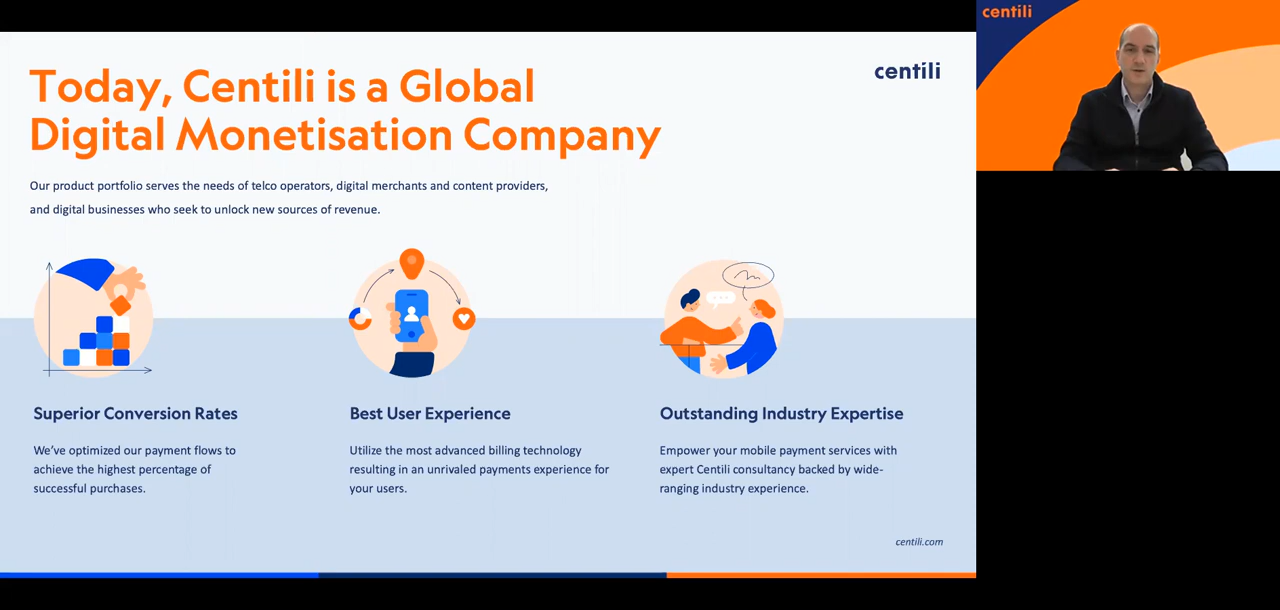 Today, Centili is a Global
Digital Monetisation Company
centili
Our product portfolio serves the needs of telco operators, digital merchants and content providers,
and digital businesses who seek to unlock new sources of revenue.
Superior Conversion Rates
We've optimized our payment flows to
achieve the highest percentage of
successful purchases.
Best User Experience
Utilize the most advanced billing technology
resulting in an unrivaled payments experience for
your users.
Outstanding Industry Expertise
Empower your mobile payment services with
expert Centili consultancy backed by wide-
ranging industry experience.
centili.com
centili